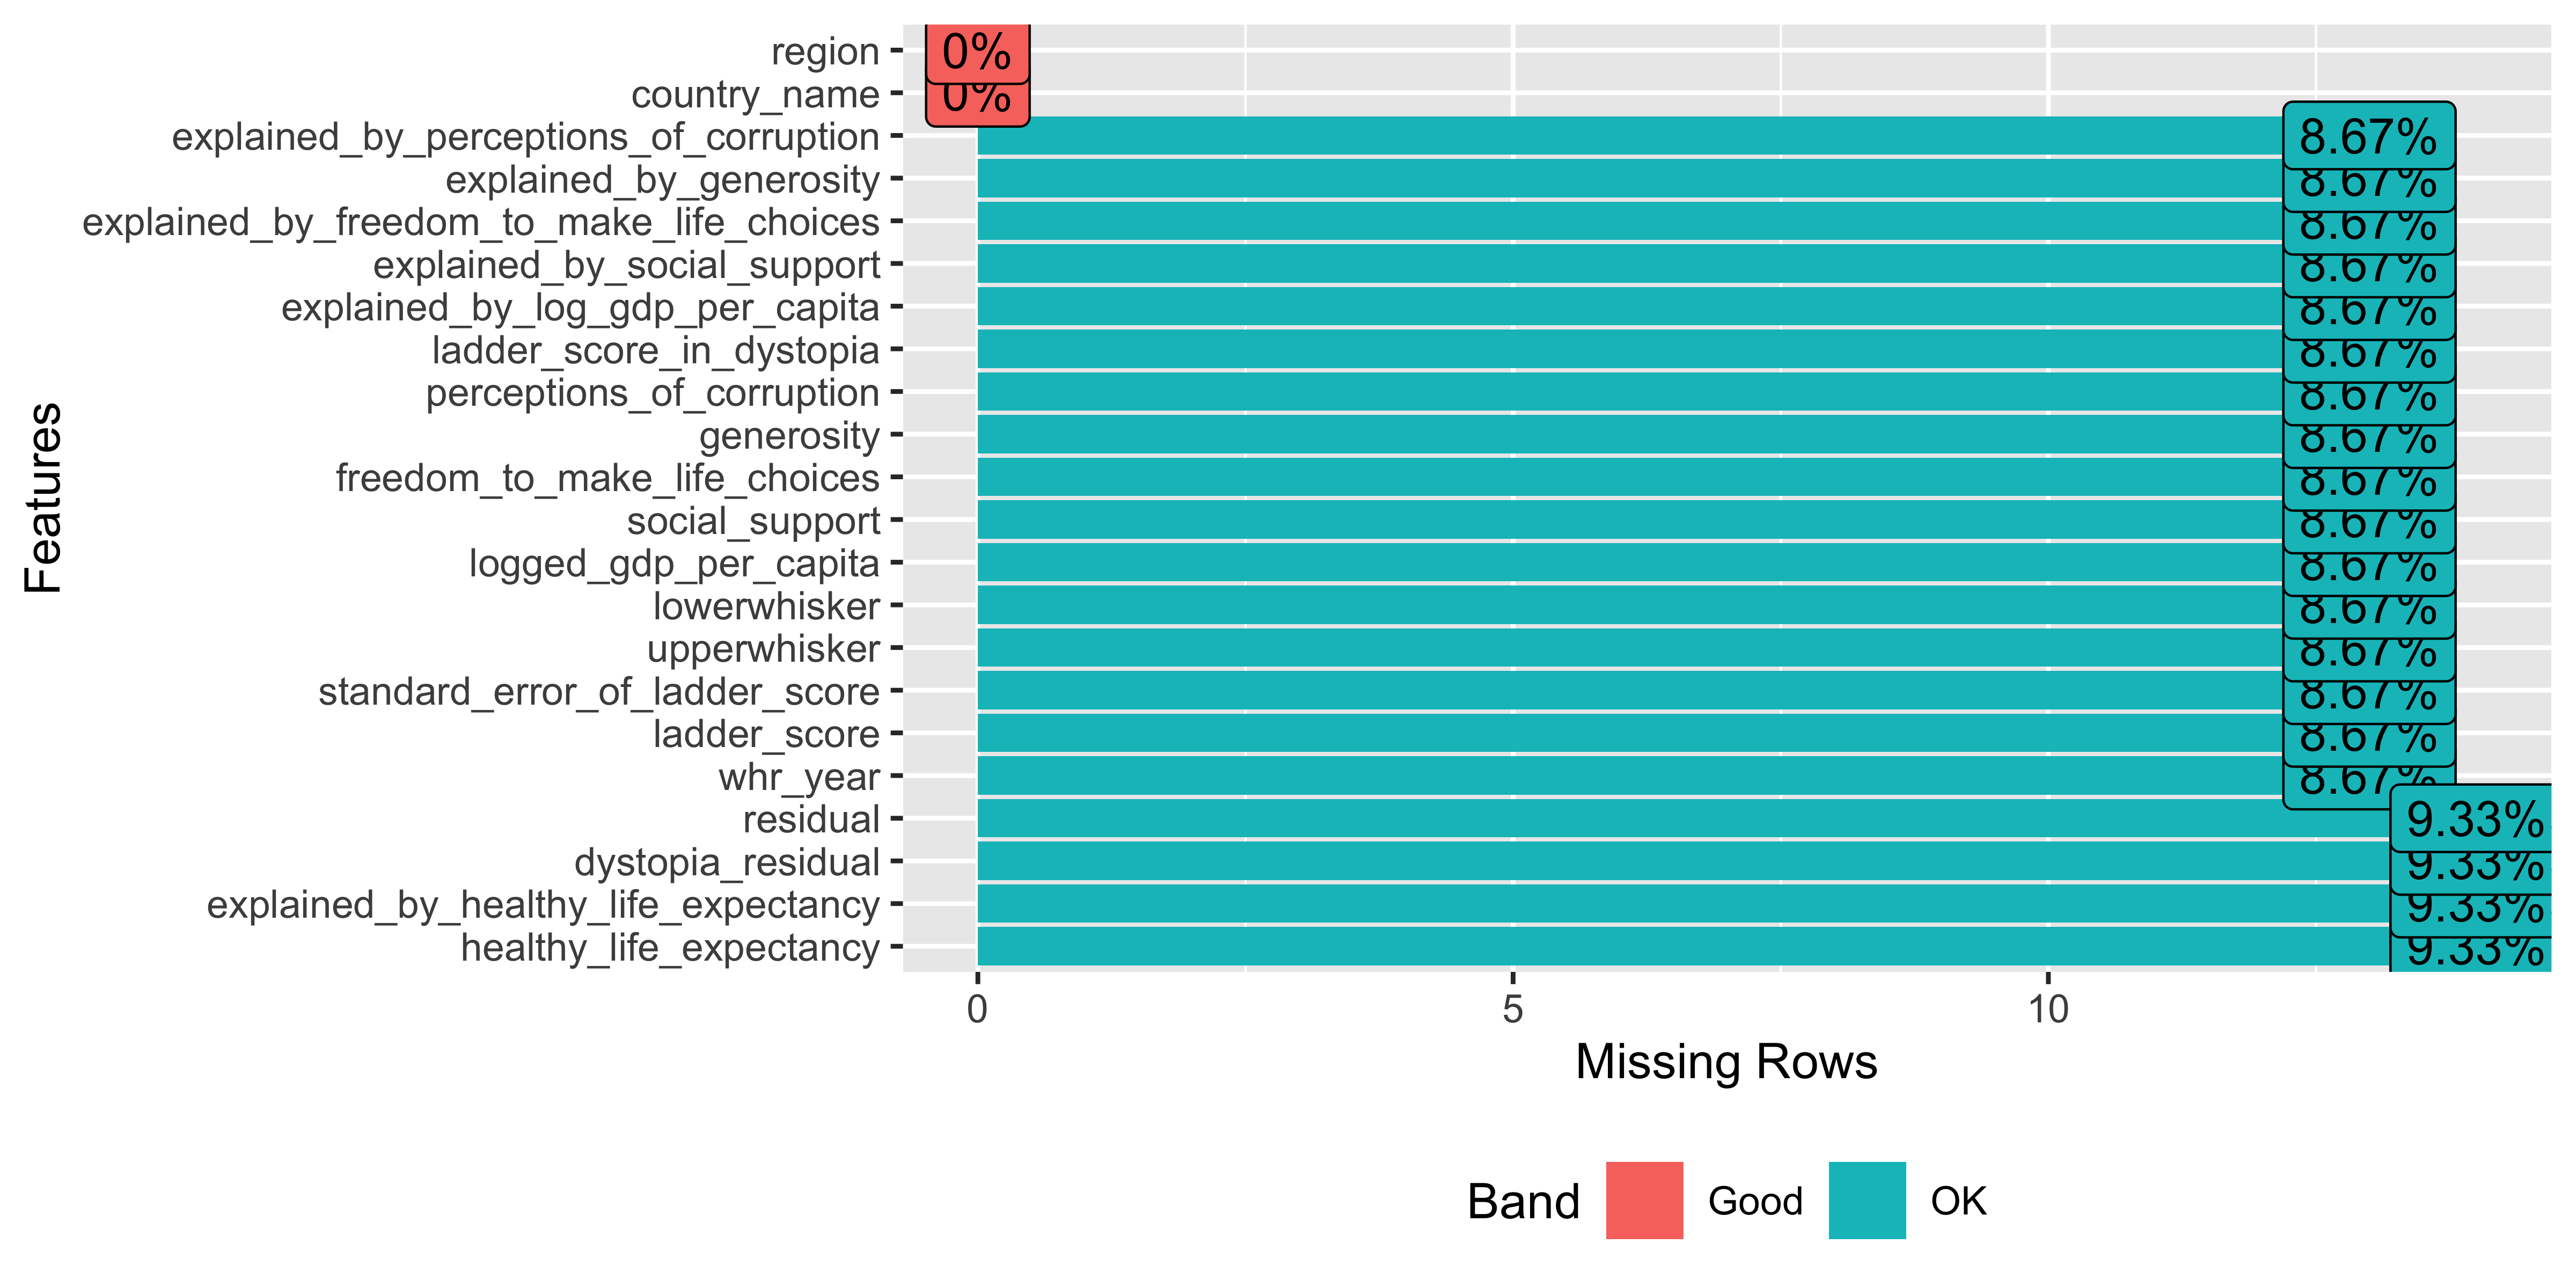 region 0%
country_name 0%
explained_by_perceptions_of_corruption 8.67%
explained_by_generosity 8.67%
explained_by_freedom_to_make_life_choices 8.67%
explained_by_social_support 8.67%
explained_by_log_gdp_per_capita 8.67%
ladder_score_in_dystopia 8.67%
perceptions_of_corruption 8.67%
generosity 8.67%
freedom_to_make_life_choices 8.67%
social_support 8.67%
logged_gdp_per_capita 8.67%
lowerwhisker 8.67%
upperwhisker 8.67%
standard_error_of_ladder_score 8.67%
ladder_score 8.67%
whr_year 8.67%
residual 9.33%
dystopia_residual 9.33%
explained_by_healthy_life_expectancy 9.33%
healthy_life_expectancy 9.33%
Features
0 5 10
Missing Rows
Band Good OK